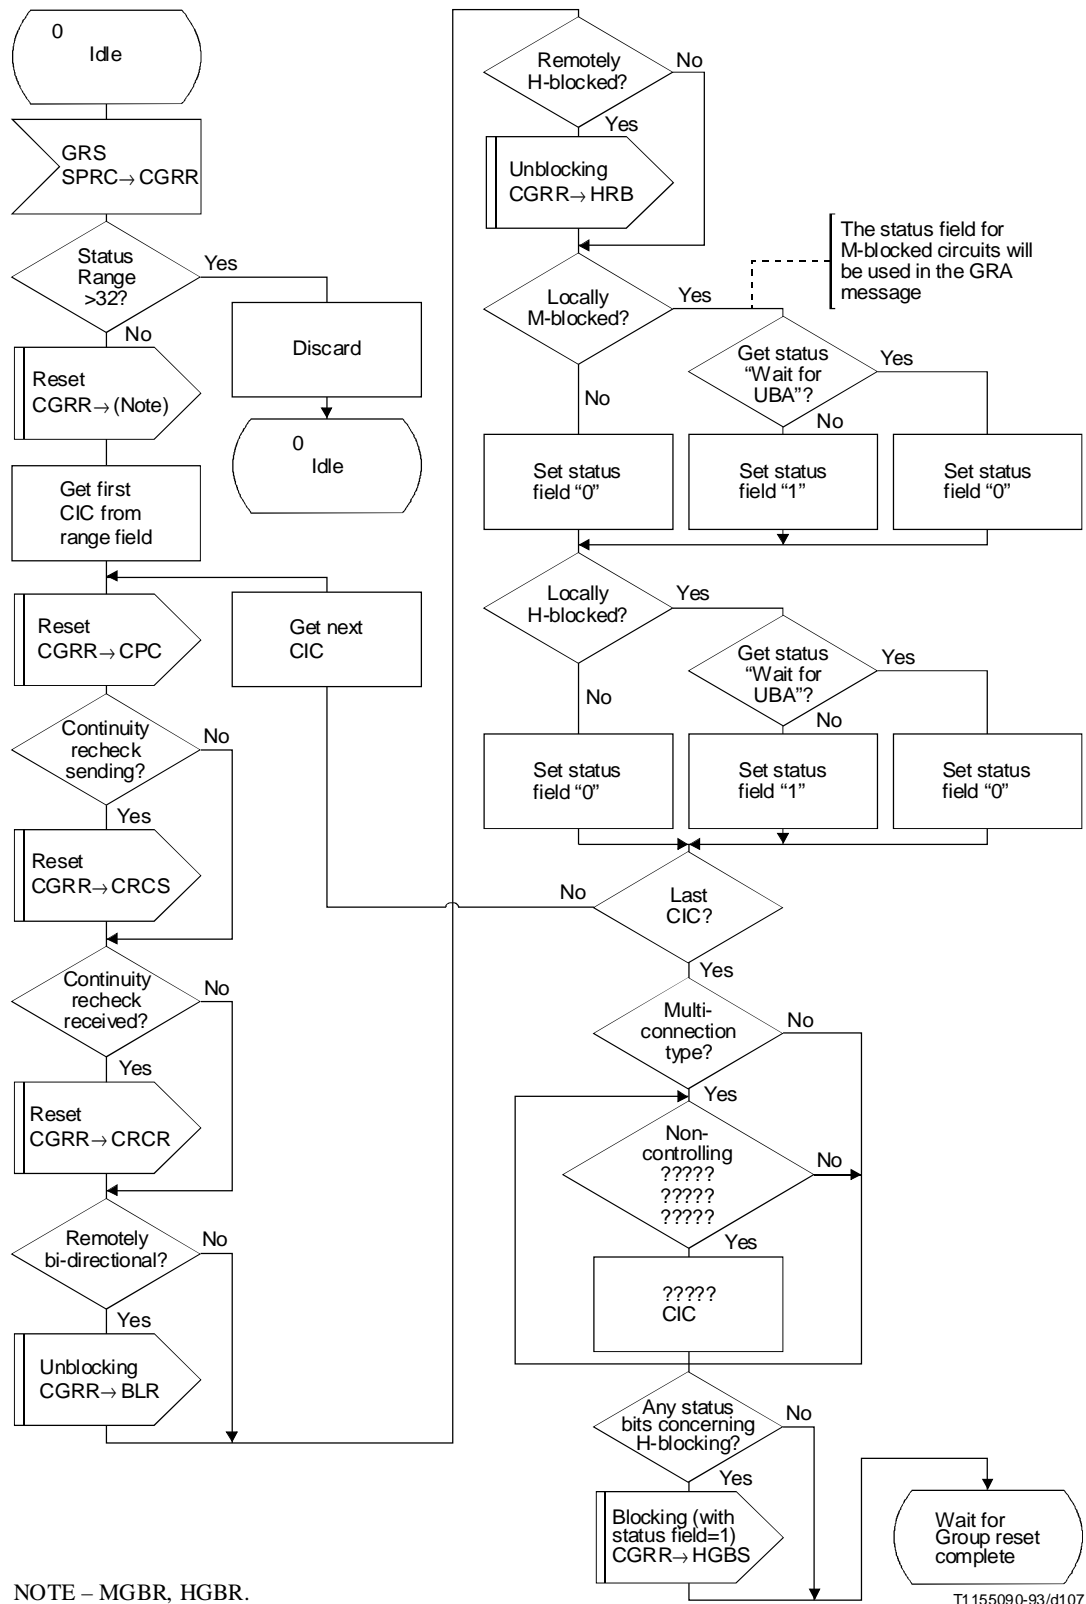 0
Idle
GRS
SPRC→CGRR
Status
Range
>32?
Yes
No
Discard
0
Idle
Reset
CGRR→(Note)
Get first
CIC from
range field
Reset
CGRR→CPC
Get next
CIC
Continuity
recheck
sending?
No
Yes
Reset
CGRR→CRCS
Continuity
recheck
received?
No
Yes
Reset
CGRR→CRCR
Remotely
bi-directional?
No
Yes
Unblocking
CGRR→BLR
Remotely
H-blocked?
No
Yes
Unblocking
CGRR→HRB
The status field for
M-blocked circuits will
be used in the GRA
message
Locally
M-blocked?
Yes
No
Get status
“Wait for
UBA”?
Yes
No
Set status
field “0”
Set status
field “1”
Set status
field “0”
Locally
H-blocked?
Yes
No
Get status
“Wait for
UBA”?
Yes
No
Set status
field “0”
Set status
field “1”
Set status
field “0”
Last
CIC?
No
Yes
Multi-
connection
type?
No
Yes
Non-
controlling
?????
?????
?????
No
Yes
?????
CIC
Any status
bits concerning
H-blocking?
No
Yes
Blocking (with
status field=1)
CGRR→HGBS
Wait for
Group reset
complete
NOTE – MGBR, HGBR.
T1155090-93/d107